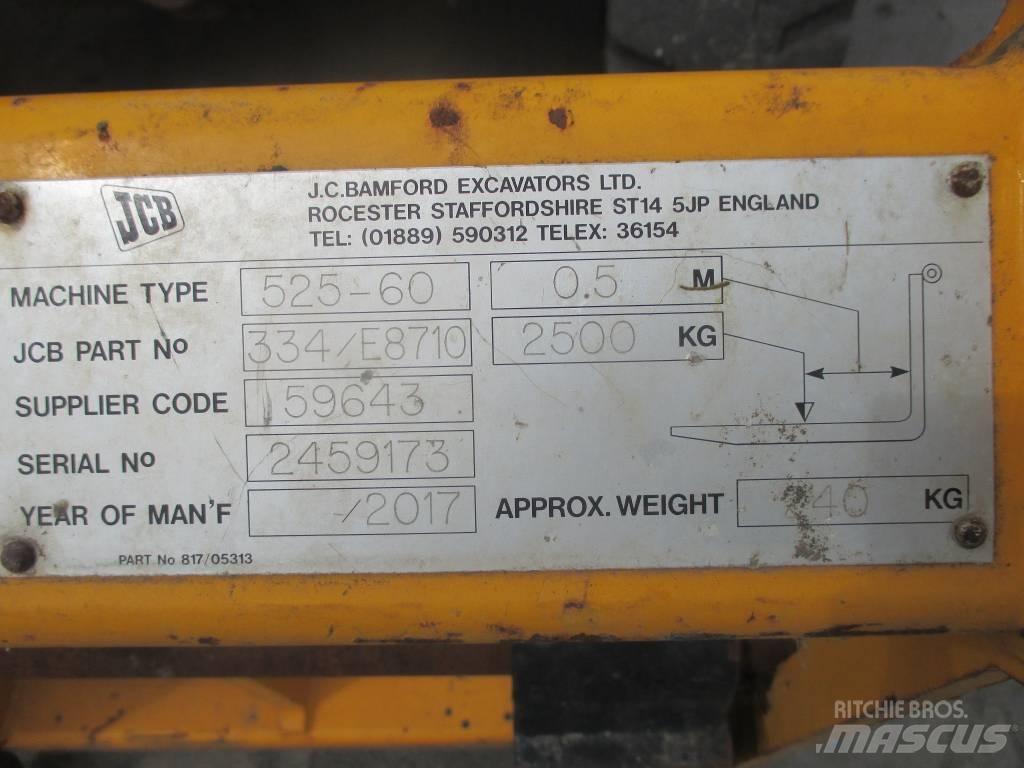 JCB
J.C.BAMFORD EXCAVATORS LTD.
ROCESTER STAFFORDSHIRE ST14 5JP ENGLAND
TEL: (01889) 590312 TELEX: 36154
MACHINE TYPE 525-60 0.5 M
JCB PART No 334/E8710 2500 KG
SUPPLIER CODE 59643
SERIAL No 2459173
YEAR OF MAN'F -/2017 APPROX. WEIGHT KG
PART No 817/05313
RITCHIE BROS.
MASCUS